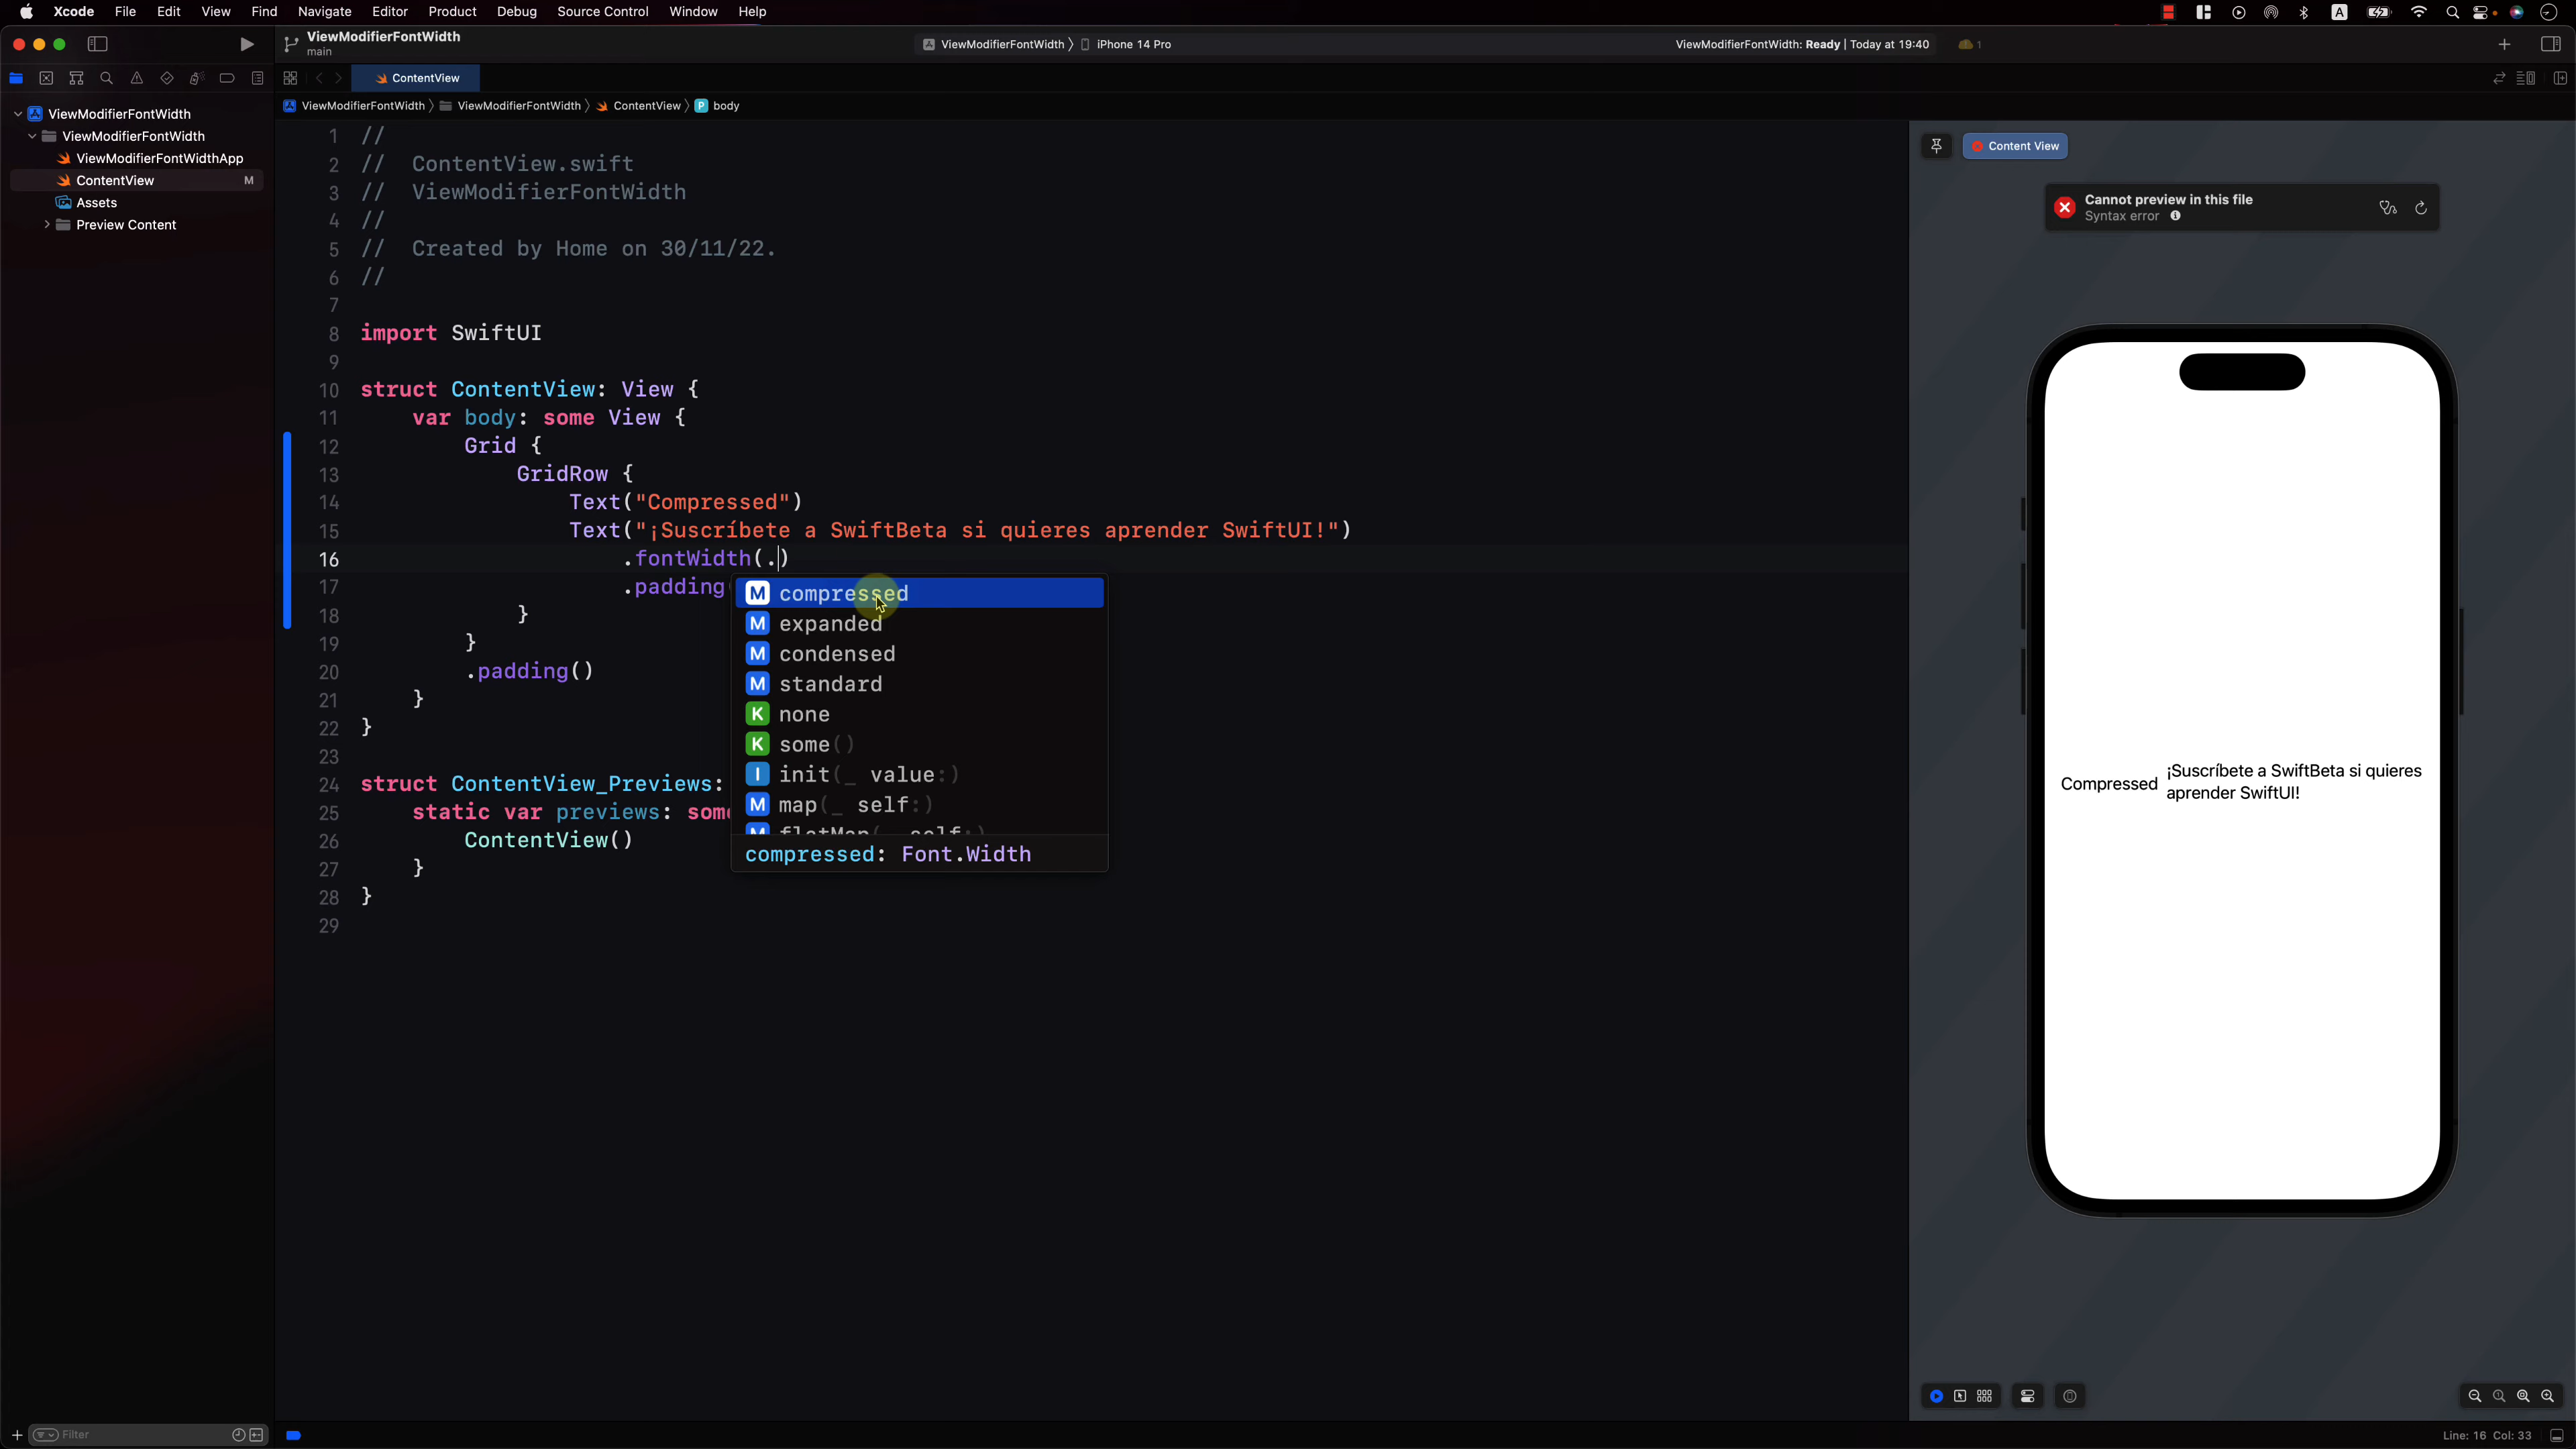 Xcode File Edit View Find Navigate Editor Product Debug Source Control Window Help
A
ViewModifierFontWidth
main
ViewModifierFontWidth 〉 iPhone 14 Pro
ViewModifierFontWidth: Ready | Today at 19:40
1
ContentView
ViewModifierFontWidth 〉 ViewModifierFontWidth 〉 ContentView 〉 P body
ViewModifierFontWidth
ViewModifierFontWidth
ViewModifierFontWidthApp
ContentView M
Assets
Preview Content
1 //
2 //  ContentView.swift
3 //  ViewModifierFontWidth
4 //
5 //  Created by Home on 30/11/22.
6 //
7
8 import SwiftUI
9
10 struct ContentView: View {
11     var body: some View {
12         Grid {
13             GridRow {
14                 Text("Compressed")
15                 Text("¡Suscríbete a SwiftBeta si quieres aprender SwiftUI!")
16                     .fontWidth(.)
17                     .padding
18             }
19         }
20         .padding()
21     }
22 }
23
24 struct ContentView_Previews:
25     static var previews: som
26         ContentView()
27     }
28 }
29
M compressed
M expanded
M condensed
M standard
K none
K some()
I init(_ value:)
M map(_ self:)
M flatMap(_ self:)
compressed: Font.Width
Content View
Cannot preview in this file
Syntax error
Compressed
¡Suscríbete a SwiftBeta si quieres
aprender SwiftUI!
Filter
Line: 16 Col: 33